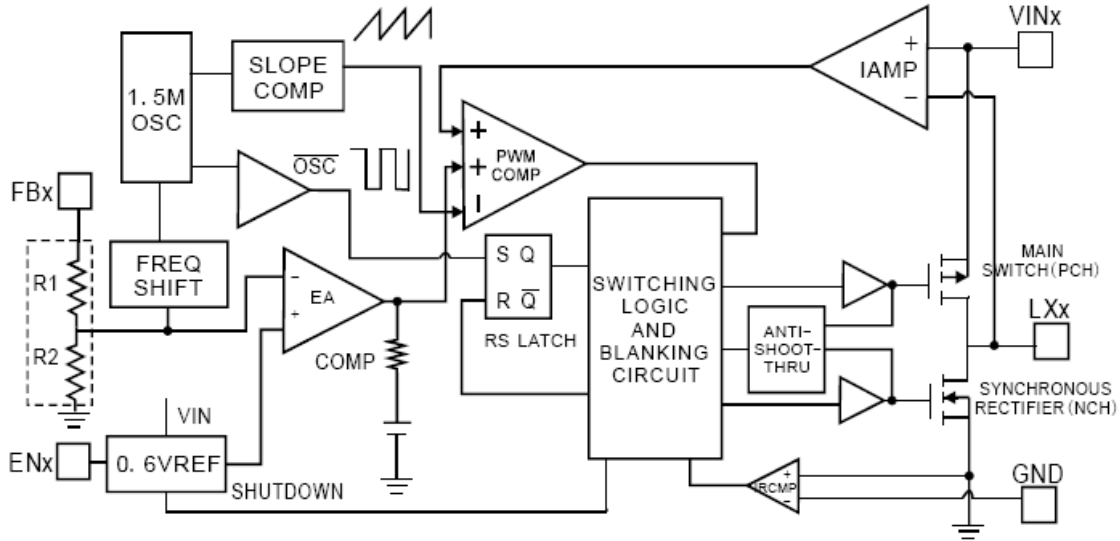 1.5M
OSC
SLOPE
COMP
IAMP
+
−
VINx
+
+
−
PWM
COMP
OSC
FBx
R1
R2
FREQ
SHIFT
−
EA
+
S Q
R Q
RS LATCH
SWITCHING
LOGIC
AND
BLANKING
CIRCUIT
ANTI-
SHOOT-
THRU
MAIN
SWITCH(PCH)
LXx
COMP
SYNCHRONOUS
RECTIFIER(NCH)
VIN
ENx
0.6VREF
SHUTDOWN
+
IRCMP
−
GND